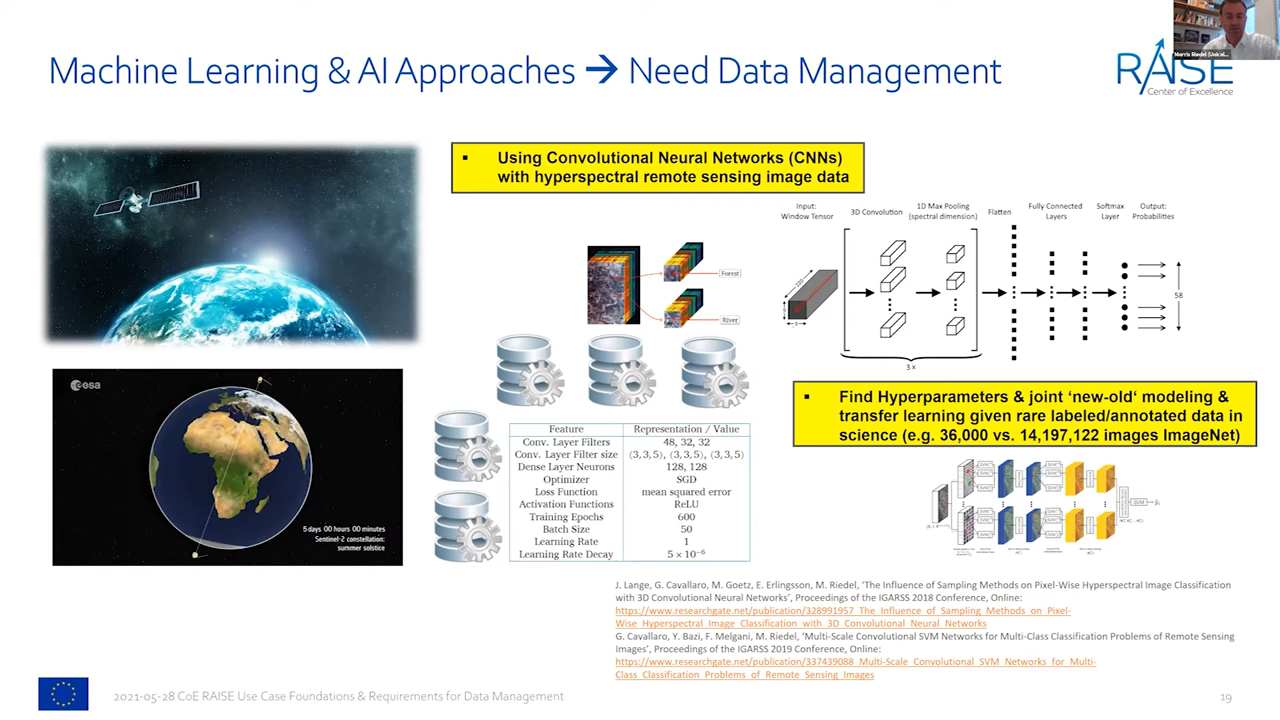 Machine Learning & AI Approaches → Need Data Management
Morris Riedel (Unicel...
RAISE
Center of Excellence
▪ Using Convolutional Neural Networks (CNNs)
with hyperspectral remote sensing image data
Input:
Window Tensor
3D Convolution
1D Max Pooling
(spectral dimension)
Flatten
Fully Connected
Layers
Softmax
Layer
Output:
Probabilities
Forest
River
58
3 x
esa
5 days 00 hours 00 minutes
Sentinel-2 constellation:
summer solstice
Feature Representation / Value
Conv. Layer Filters 48, 32, 32
Conv. Layer Filter size (3,3,5), (3,3,5), (3,3,5)
Dense Layer Neurons 128, 128
Optimizer SGD
Loss Function mean squared error
Activation Functions ReLU
Training Epochs 600
Batch Size 50
Learning Rate 1
Learning Rate Decay 5 × 10⁻⁶
▪ Find Hyperparameters & joint ‘new-old‘ modeling &
transfer learning given rare labeled/annotated data in
science (e.g. 36,000 vs. 14,197,122 images ImageNet)
SVM
J. Lange, G. Cavallaro, M. Goetz, E. Erlingsson, M. Riedel, ‘The Influence of Sampling Methods on Pixel-Wise Hyperspectral Image Classification
with 3D Convolutional Neural Networks’, Proceedings of the IGARSS 2018 Conference, Online:
https://www.researchgate.net/publication/328991957_The_Influence_of_Sampling_Methods_on_Pixel-
Wise_Hyperspectral_Image_Classification_with_3D_Convolutional_Neural_Networks
G. Cavallaro, Y. Bazi, F. Melgani, M. Riedel, ‘Multi-Scale Convolutional SVM Networks for Multi-Class Classification Problems of Remote Sensing
Images’, Proceedings of the IGARSS 2019 Conference, Online:
https://www.researchgate.net/publication/337439088_Multi-Scale_Convolutional_SVM_Networks_for_Multi-
Class_Classification_Problems_of_Remote_Sensing_Images
2021-05-28 CoE RAISE Use Case Foundations & Requirements for Data Management
19